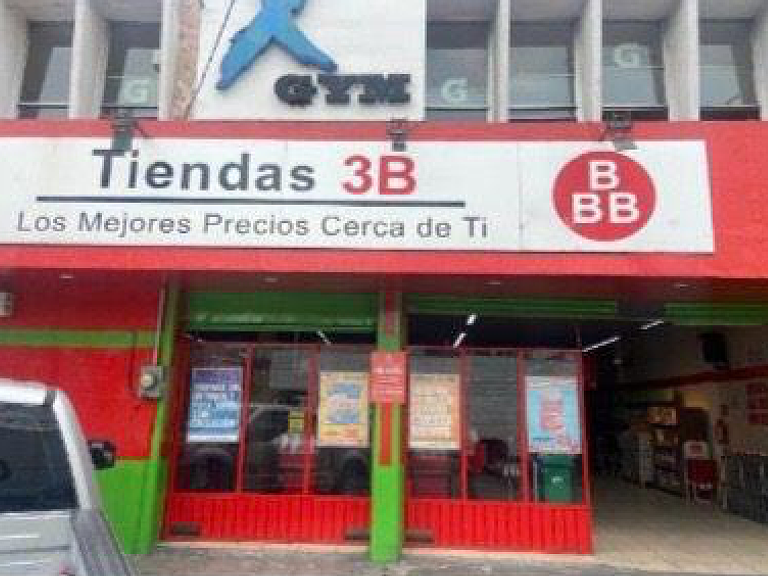 GYM
G
G
G
Tiendas 3B
Los Mejores Precios Cerca de Ti
B
BB